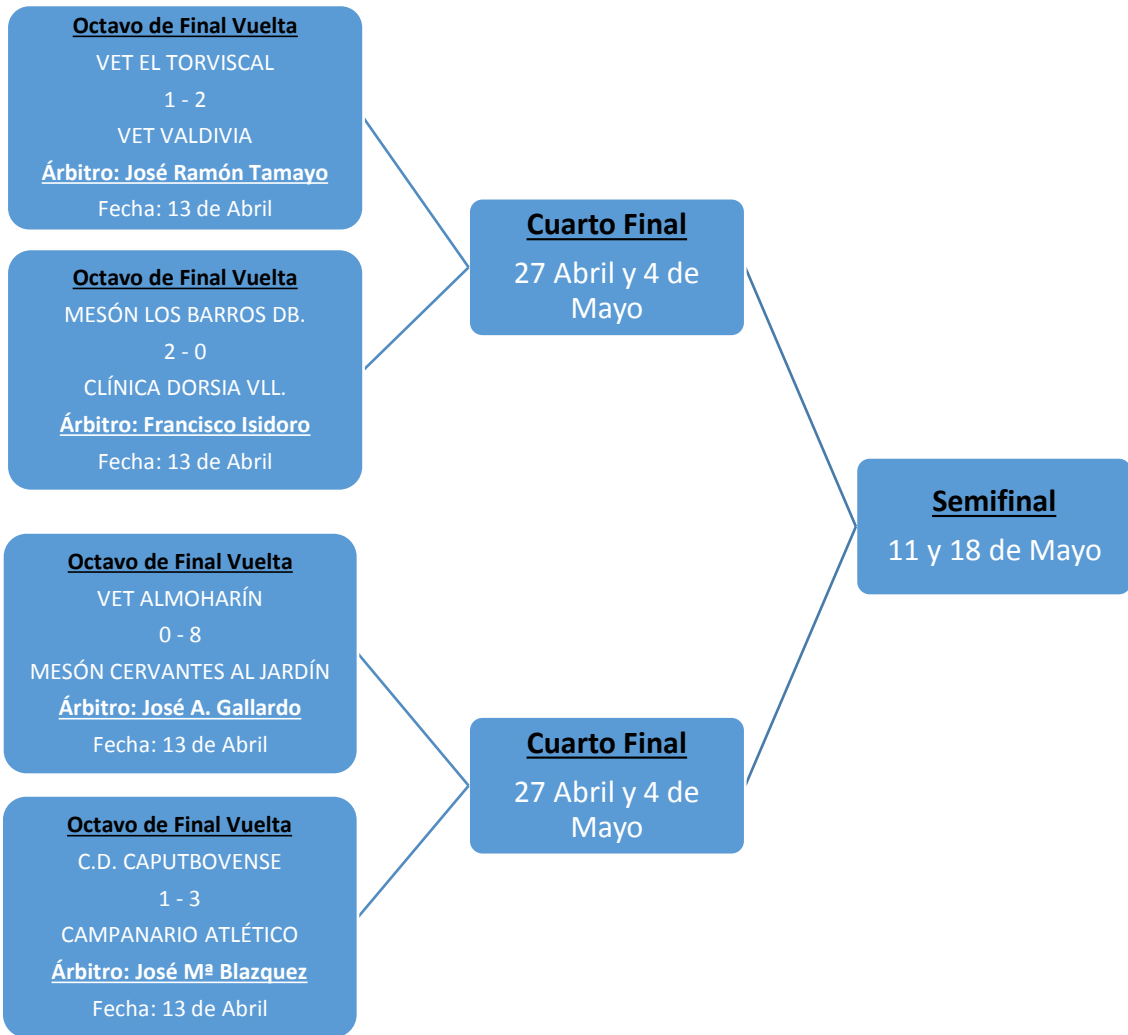 Octavo de Final Vuelta
VET EL TORVISCAL
1 - 2
VET VALDIVIA
Árbitro: José Ramón Tamayo
Fecha: 13 de Abril
Octavo de Final Vuelta
MESÓN LOS BARROS DB.
2 - 0
CLÍNICA DORSIA VLL.
Árbitro: Francisco Isidoro
Fecha: 13 de Abril
Octavo de Final Vuelta
VET ALMOHARÍN
0 - 8
MESÓN CERVANTES AL JARDÍN
Árbitro: José A. Gallardo
Fecha: 13 de Abril
Octavo de Final Vuelta
C.D. CAPUTBOVENSE
1 - 3
CAMPANARIO ATLÉTICO
Árbitro: José Mª Blazquez
Fecha: 13 de Abril
Cuarto Final
27 Abril y 4 de
Mayo
Cuarto Final
27 Abril y 4 de
Mayo
Semifinal
11 y 18 de Mayo